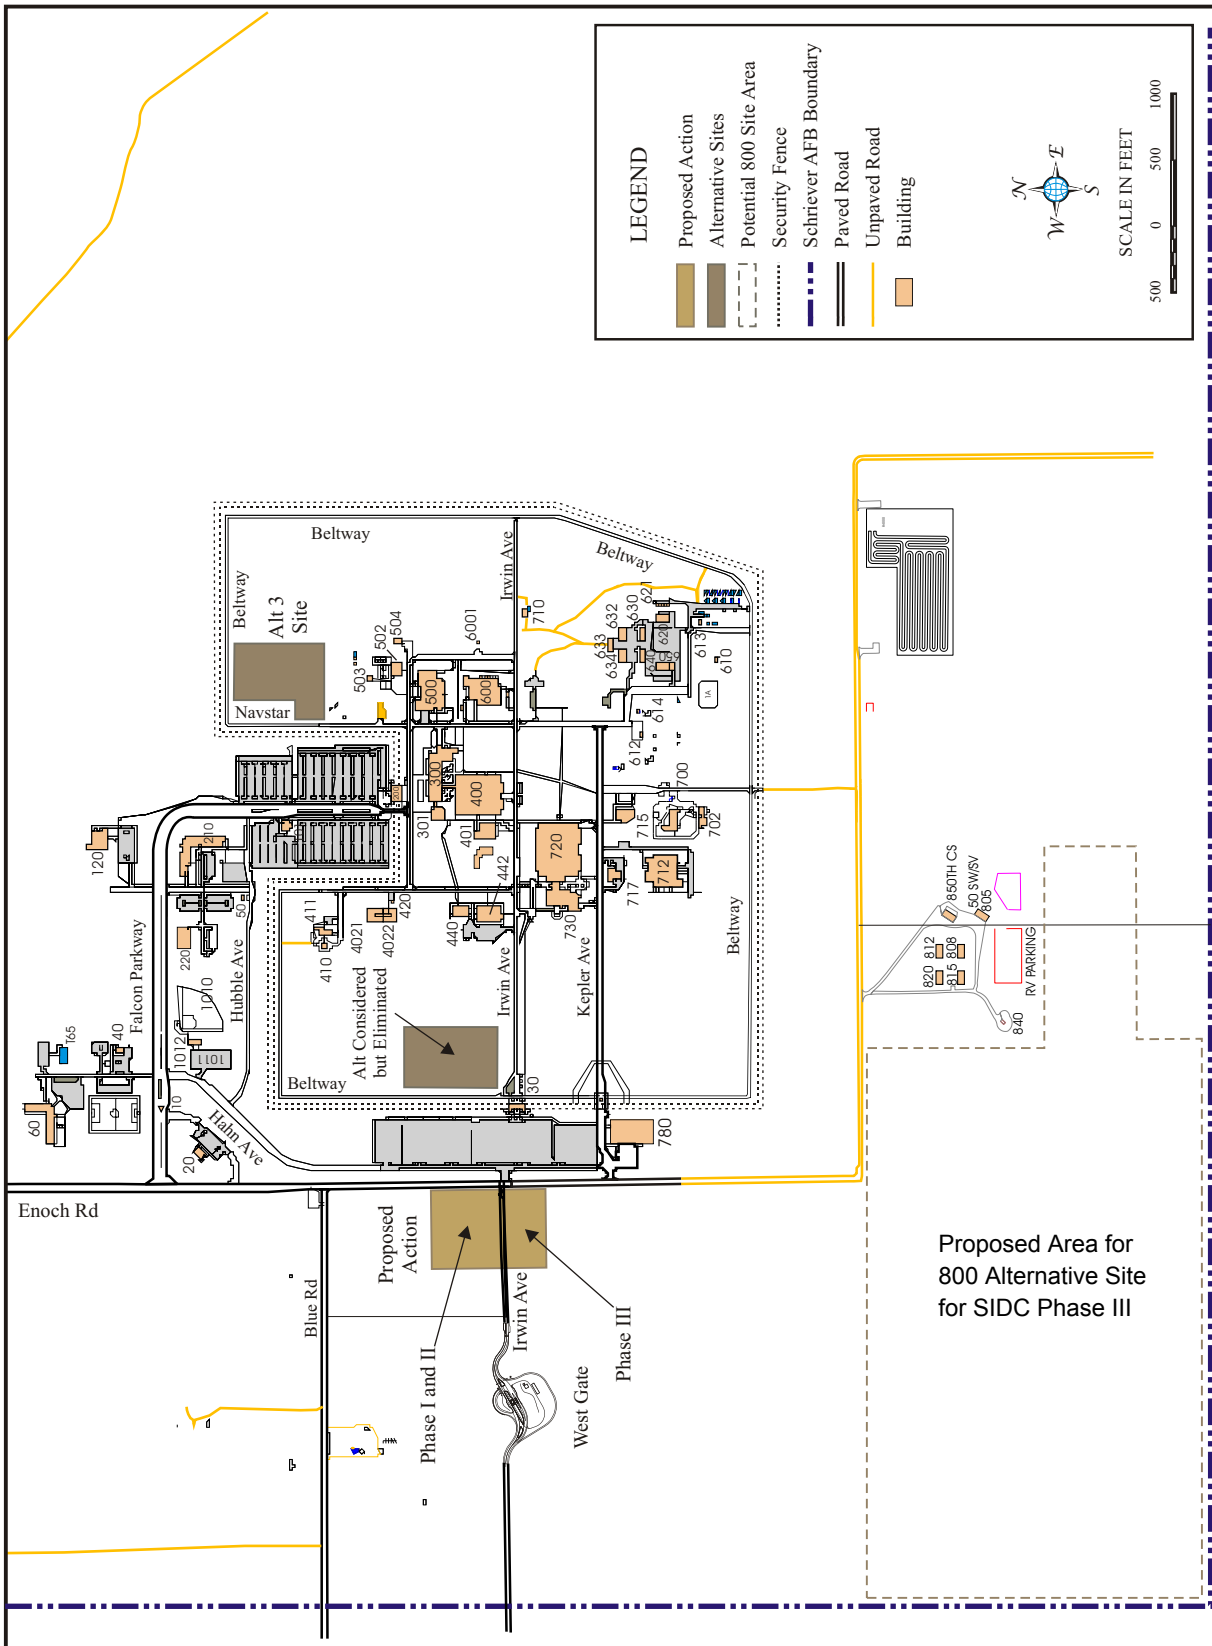 LEGEND
Proposed Action
Alternative Sites
Potential 800 Site Area
Security Fence
Schriever AFB Boundary
Paved Road
Unpaved Road
Building
N
W
E
S
SCALE IN FEET
500
0
500
1000
Beltway
Beltway
Alt 3
Site
Navstar
Irwin Ave
Beltway
504
502
503
6001
710
500
600
621
630
632
633
634
620
640
650
613
610
1A
614
612
300
301
400
401
200
700
715
702
720
442
712
717
730
440
120
210
10
50
220
411
410
4021
4022
420
Falcon Parkway
Hubble Ave
1010
1012
1011
T65
40
60
10
20
Hahn Ave
Alt Considered
but Eliminated
Irwin Ave
Kepler Ave
Beltway
Beltway
30
780
850TH CS
50 SW/SV
805
812
808
820
815
RV PARKING
840
Enoch Rd
Proposed
Action
Blue Rd
Irwin Ave
Phase I and II
Phase III
West Gate
Proposed Area for
800 Alternative Site
for SIDC Phase III